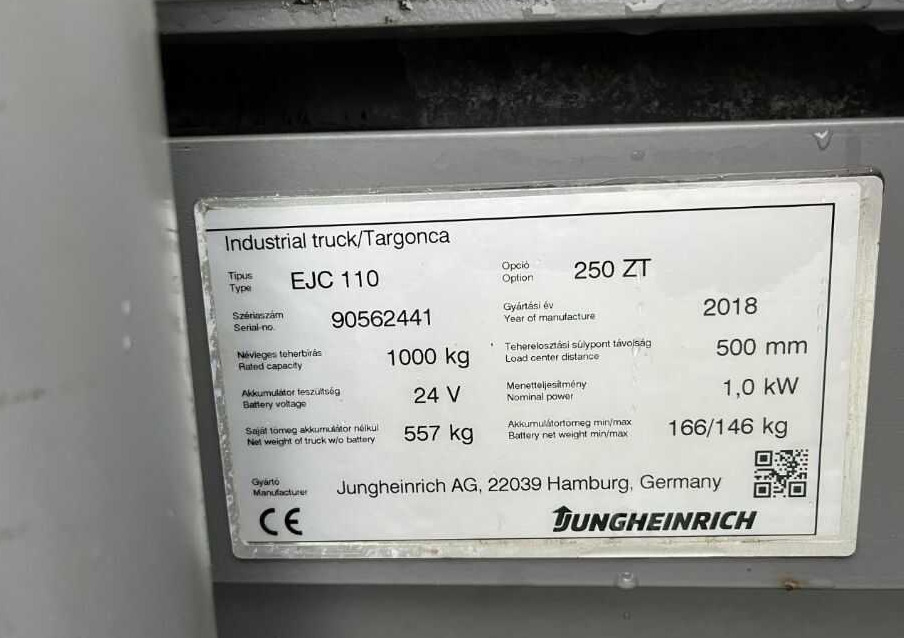 Industrial truck/Targonca
Típus
Type
EJC 110
Opció
Option
250 ZT
Szériaszám
Serial-no.
90562441
Gyártási év
Year of manufacture
2018
Névleges teherbírás
Rated capacity
1000 kg
Teherelosztási súlypont távolság
Load center distance
500 mm
Akkumulátor feszültség
Battery voltage
24 V
Menetteljesítmény
Nominal power
1,0 kW
Saját tömeg akkumulátor nélkül
Net weight of truck w/o battery
557 kg
Akkumulátortömeg min/max
Battery net weight min/max
166/146 kg
Gyártó
Manufacturer
Jungheinrich AG, 22039 Hamburg, Germany
CE
JUNGHEINRICH